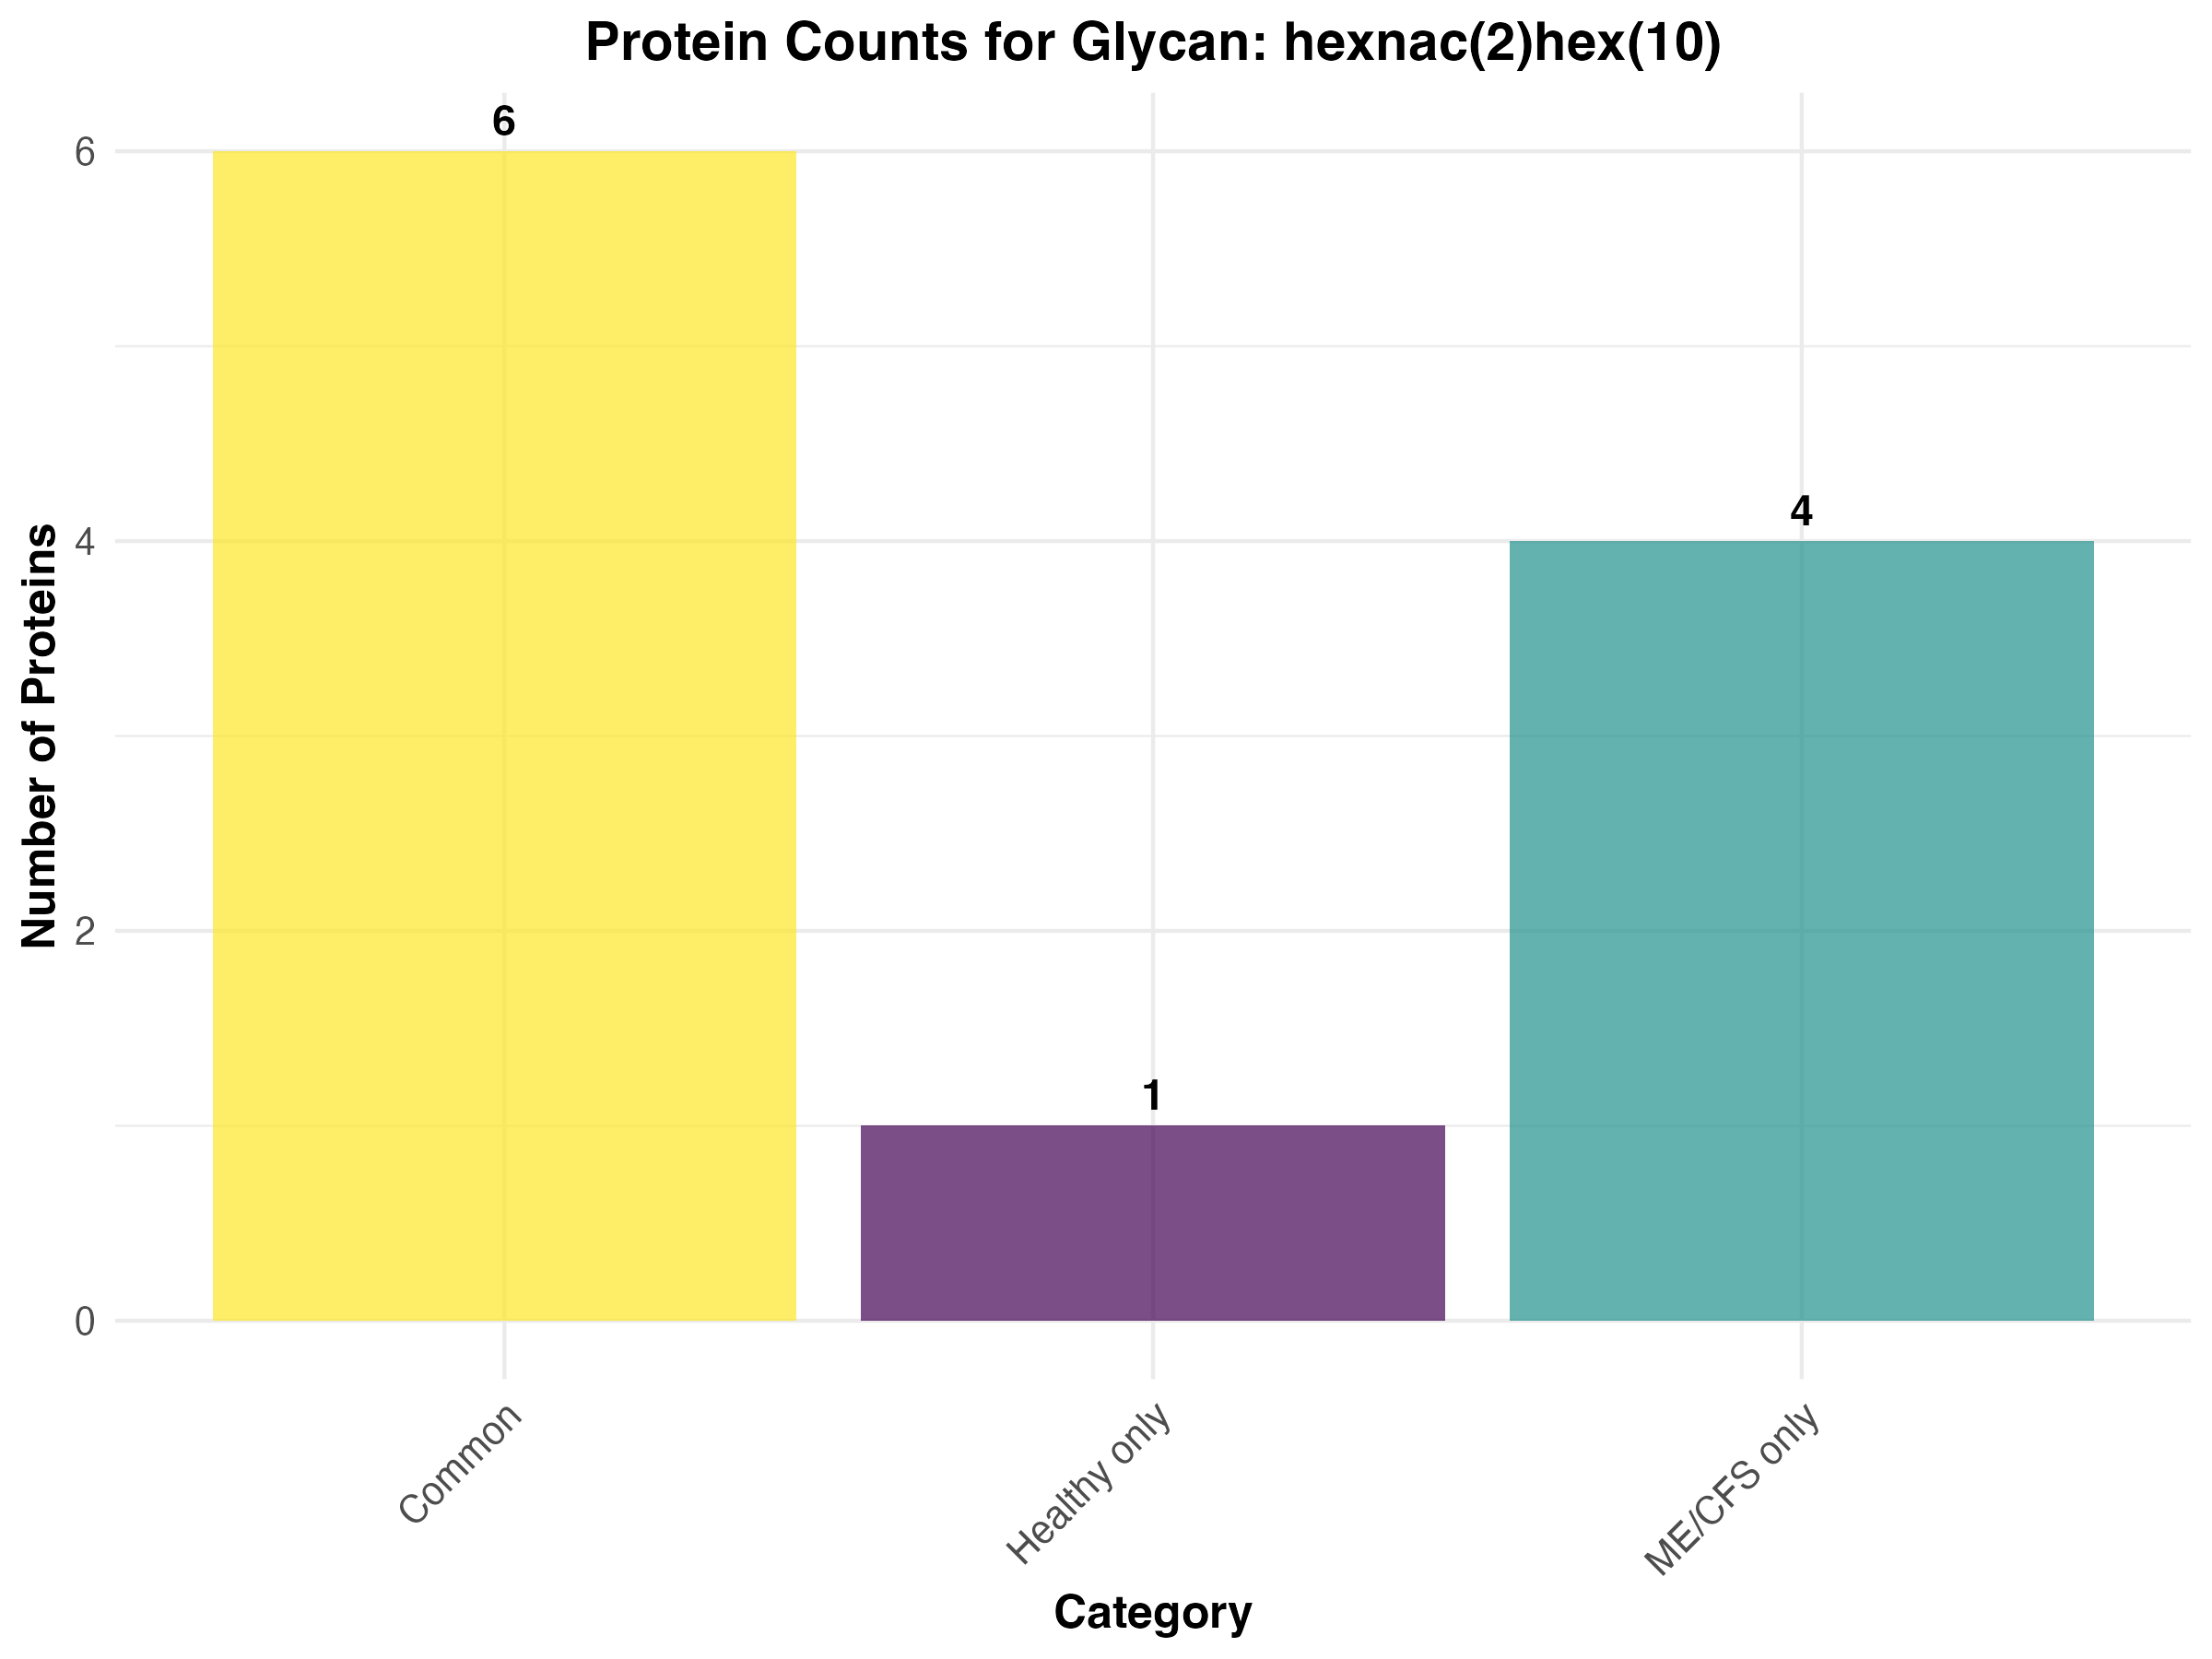 Protein Counts for Glycan: hexnac(2)hex(10)
6
4
2
0
Number of Proteins
6
1
4
Common
Healthy only
ME/CFS only
Category